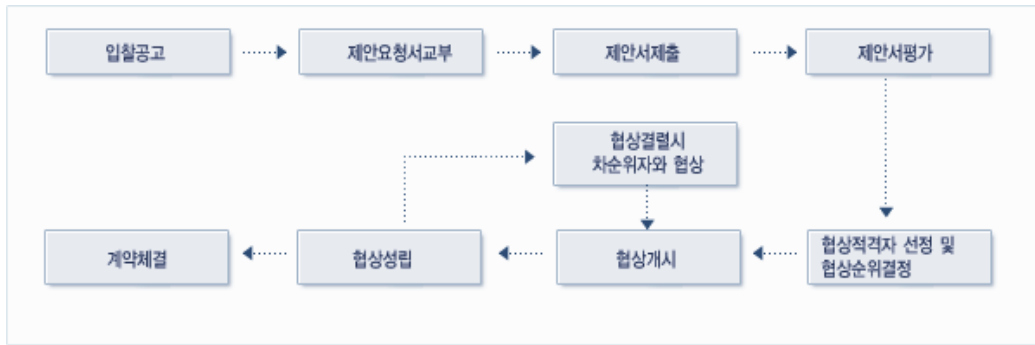 입찰공고
제안요청서교부
제안서제출
제안서평가
협상결렬시
차순위자와 협상
계약체결
협상성립
협상개시
협상적격자 선정 및
협상순위결정